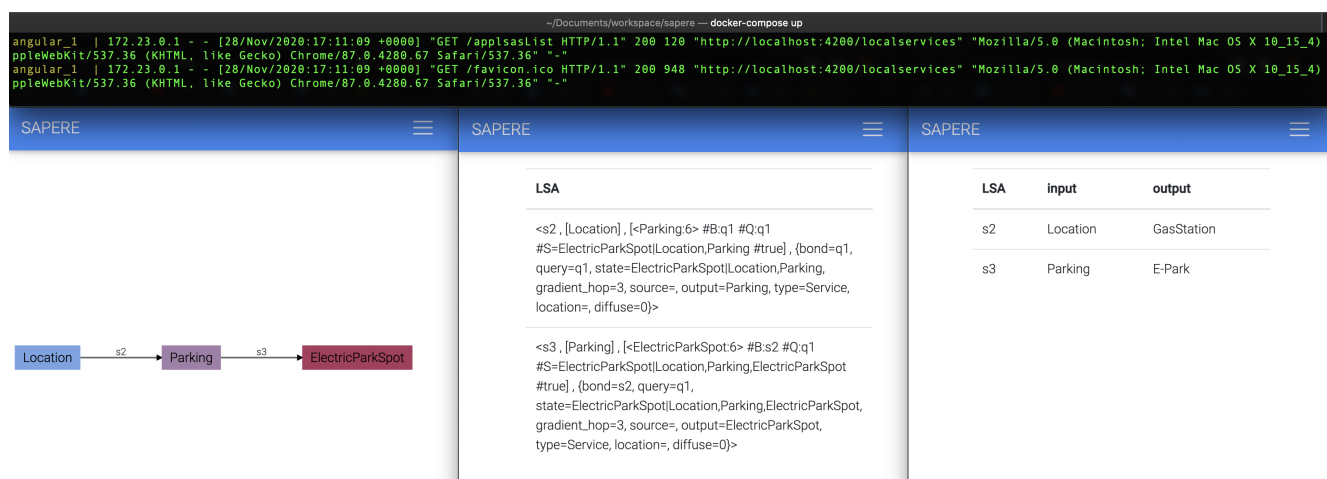 ~/Documents/workspace/sapere — docker-compose up
angular_1 | 172.23.0.1 - - [28/Nov/2020:17:11:09 +0000] "GET /applsasList HTTP/1.1" 200 120 "http://localhost:4200/localservices" "Mozilla/5.0 (Macintosh; Intel Mac OS X 10_15_4)
ppleWebKit/537.36 (KHTML, like Gecko) Chrome/87.0.4280.67 Safari/537.36" "-"
angular_1 | 172.23.0.1 - - [28/Nov/2020:17:11:09 +0000] "GET /favicon.ico HTTP/1.1" 200 948 "http://localhost:4200/localservices" "Mozilla/5.0 (Macintosh; Intel Mac OS X 10_15_4)
ppleWebKit/537.36 (KHTML, like Gecko) Chrome/87.0.4280.67 Safari/537.36" "-"
SAPERE
Location
s2
Parking
s3
ElectricParkSpot
SAPERE
LSA
<s2 , [Location] , [<Parking:6> #B:q1 #Q:q1
#S=ElectricParkSpot|Location,Parking #true] , {bond=q1,
query=q1, state=ElectricParkSpot|Location,Parking,
gradient_hop=3, source=, output=Parking, type=Service,
location=, diffuse=0}>
<s3 , [Parking] , [<ElectricParkSpot:6> #B:s2 #Q:q1
#S=ElectricParkSpot|Location,Parking,ElectricParkSpot
#true] , {bond=s2, query=q1,
state=ElectricParkSpot|Location,Parking,ElectricParkSpot,
gradient_hop=3, source=, output=ElectricParkSpot,
type=Service, location=, diffuse=0}>
SAPERE
LSA input output
s2 Location GasStation
s3 Parking E-Park